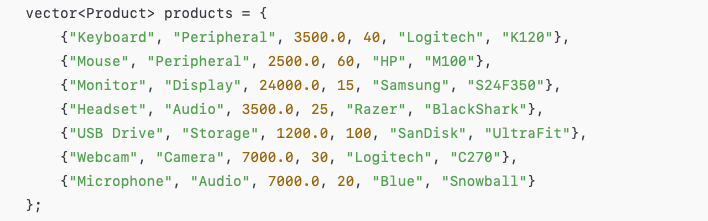 vector<Product> products = {
    {"Keyboard", "Peripheral", 3500.0, 40, "Logitech", "K120"},
    {"Mouse", "Peripheral", 2500.0, 60, "HP", "M100"},
    {"Monitor", "Display", 24000.0, 15, "Samsung", "S24F350"},
    {"Headset", "Audio", 3500.0, 25, "Razer", "BlackShark"},
    {"USB Drive", "Storage", 1200.0, 100, "SanDisk", "UltraFit"},
    {"Webcam", "Camera", 7000.0, 30, "Logitech", "C270"},
    {"Microphone", "Audio", 7000.0, 20, "Blue", "Snowball"}
};